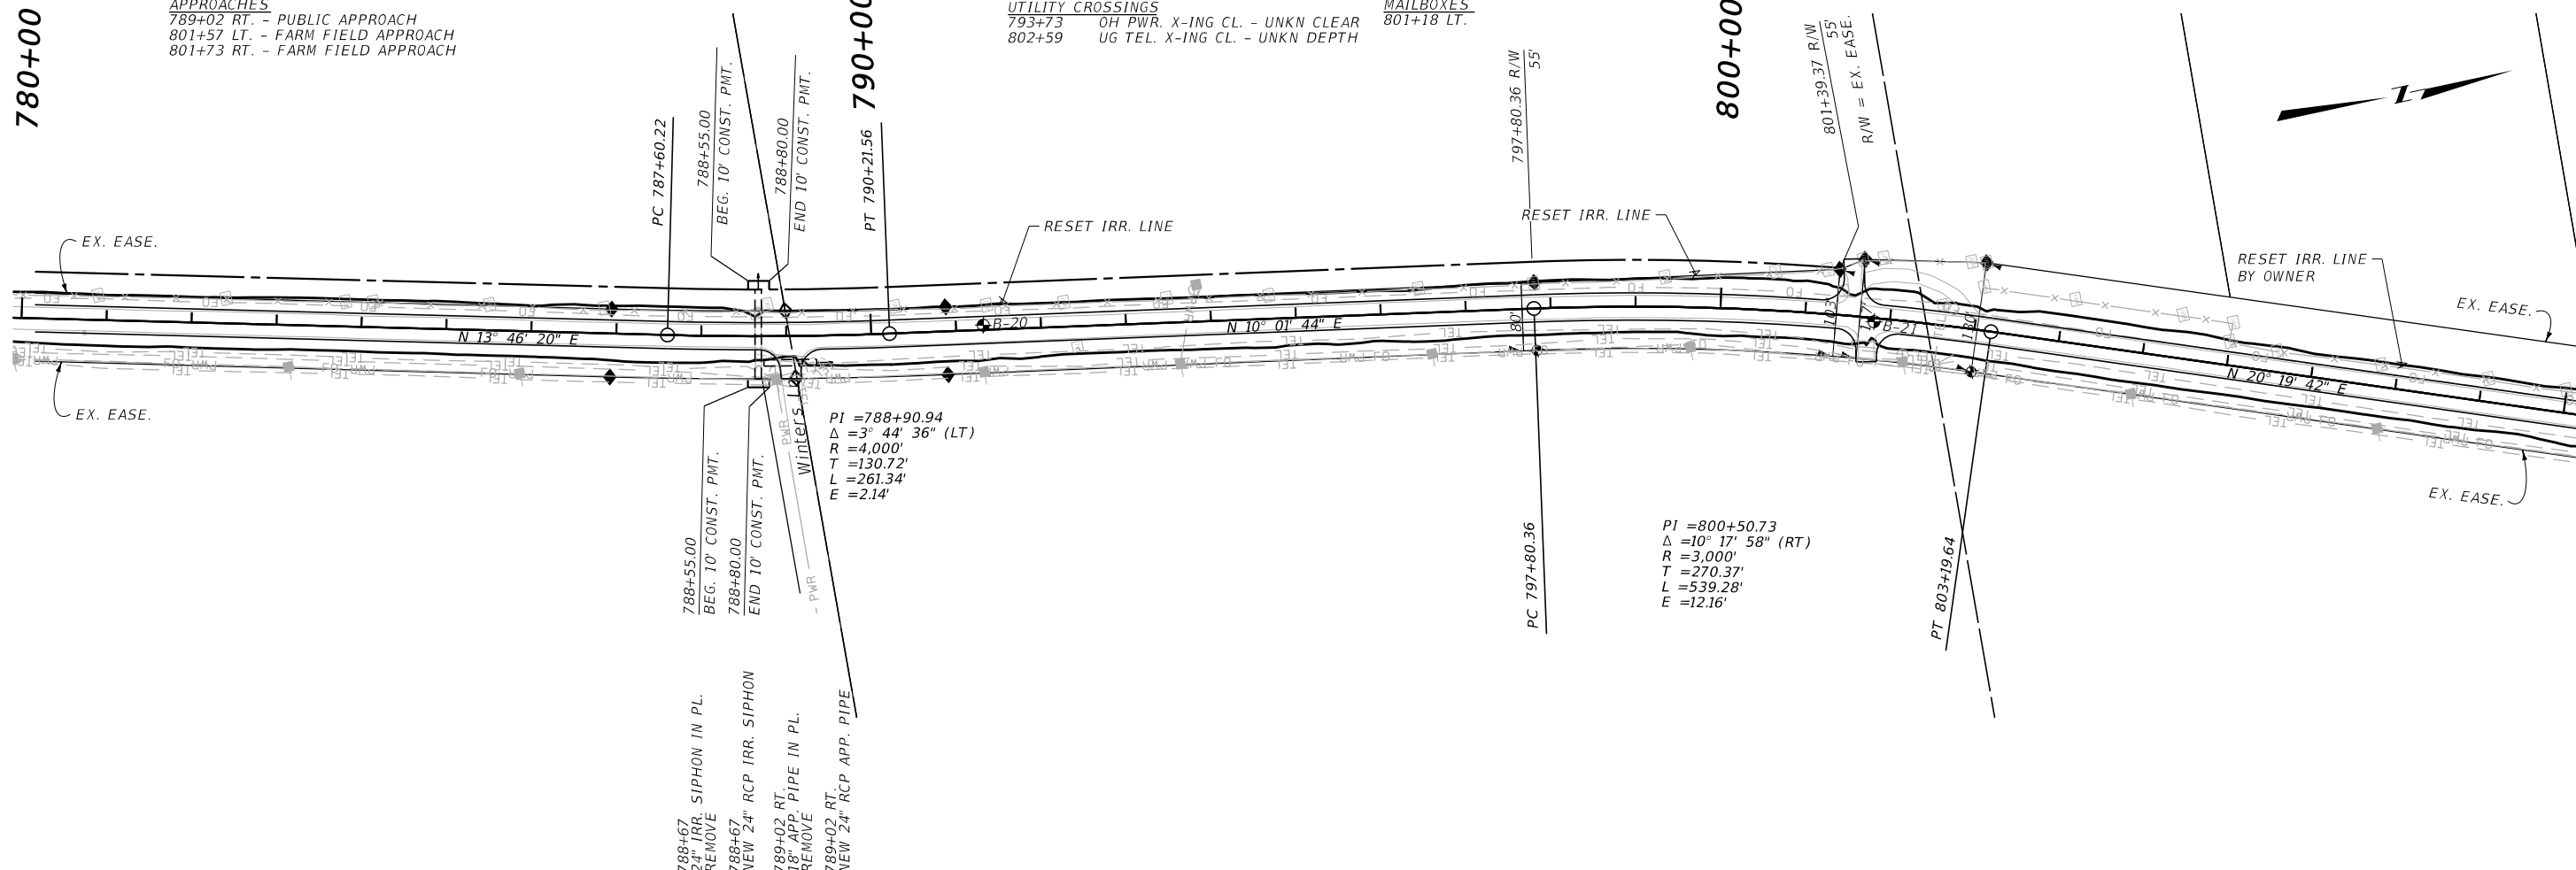 APPROACHES
789+02 RT. - PUBLIC APPROACH
801+57 LT. - FARM FIELD APPROACH
801+73 RT. - FARM FIELD APPROACH
UTILITY CROSSINGS
793+73 OH PWR. X-ING CL. - UNKN CLEAR
802+59 UG TEL. X-ING CL. - UNKN DEPTH
MAILBOXES
801+18 LT.
780+00
790+00
800+00
PC 787+60.22
788+55.00
BEG. 10' CONST. PMT.
788+80.00
END 10' CONST. PMT.
PT 790+21.56
797+80.36 R/W
55'
801+39.37 R/W
55'
R/W = EX. EASE.
EX. EASE.
RESET IRR. LINE
RESET IRR. LINE
RESET IRR. LINE
BY OWNER
EX. EASE.
N 13° 46' 20" E
B-20
N 10° 01' 44" E
80'
103'
B-21
130'
N 20° 19' 42" E
EX. EASE.
EX. EASE.
PWR
PWR
PI =788+90.94
Δ =3° 44' 36" (LT)
R =4,000'
T =130.72'
L =261.34'
E =2.14'
788+55.00
BEG. 10' CONST. PMT.
788+80.00
END 10' CONST. PMT.
PC 797+80.36
PI =800+50.73
Δ =10° 17' 58" (RT)
R =3,000'
T =270.37'
L =539.28'
E =12.16'
PT 803+19.64
788+67
24" IRR. SIPHON IN PL.
REMOVE
788+67
NEW 24" RCP IRR. SIPHON
789+02 RT.
18" APP. PIPE IN PL.
REMOVE
789+02 RT.
NEW 24" RCP APP. PIPE